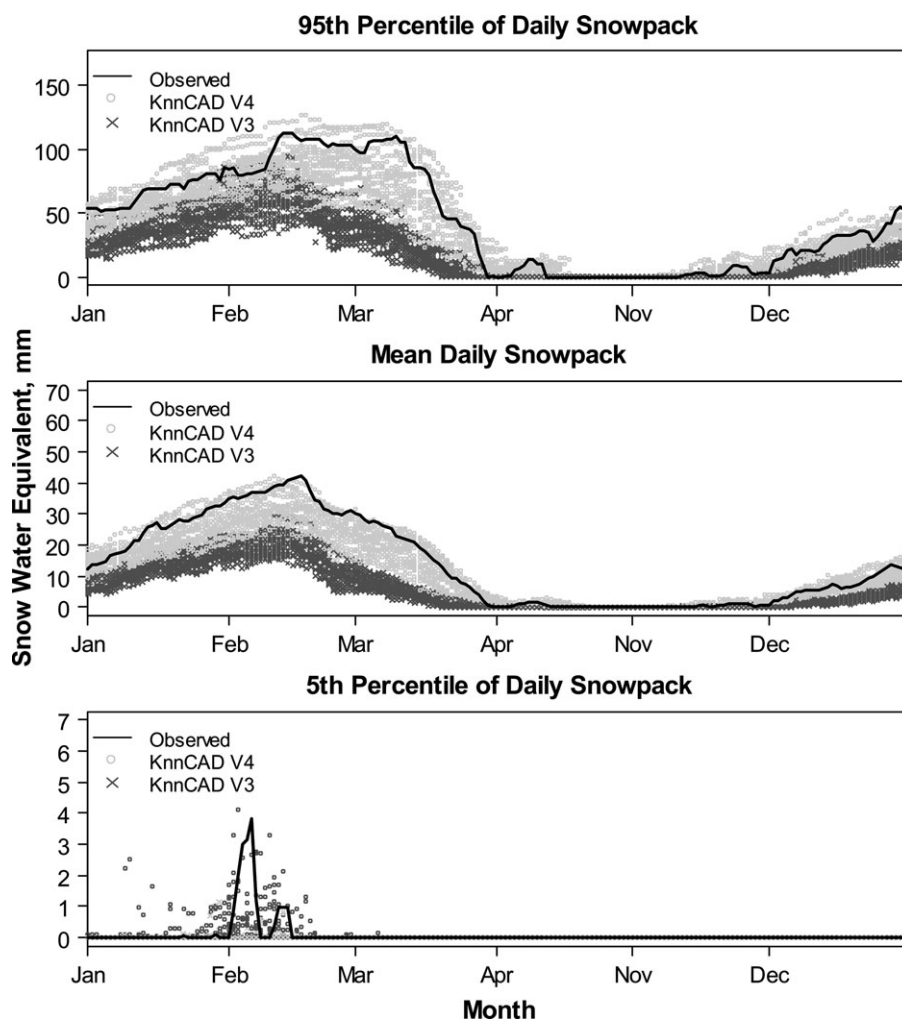 95th Percentile of Daily Snowpack
150
100
50
0
Observed
KnnCAD V4
KnnCAD V3
Jan Feb Mar Apr Nov Dec
Mean Daily Snowpack
Snow Water Equivalent, mm
70
60
50
40
30
20
10
0
Observed
KnnCAD V4
KnnCAD V3
Jan Feb Mar Apr Nov Dec
5th Percentile of Daily Snowpack
7
6
5
4
3
2
1
0
Observed
KnnCAD V4
KnnCAD V3
Jan Feb Mar Apr Nov Dec
Month